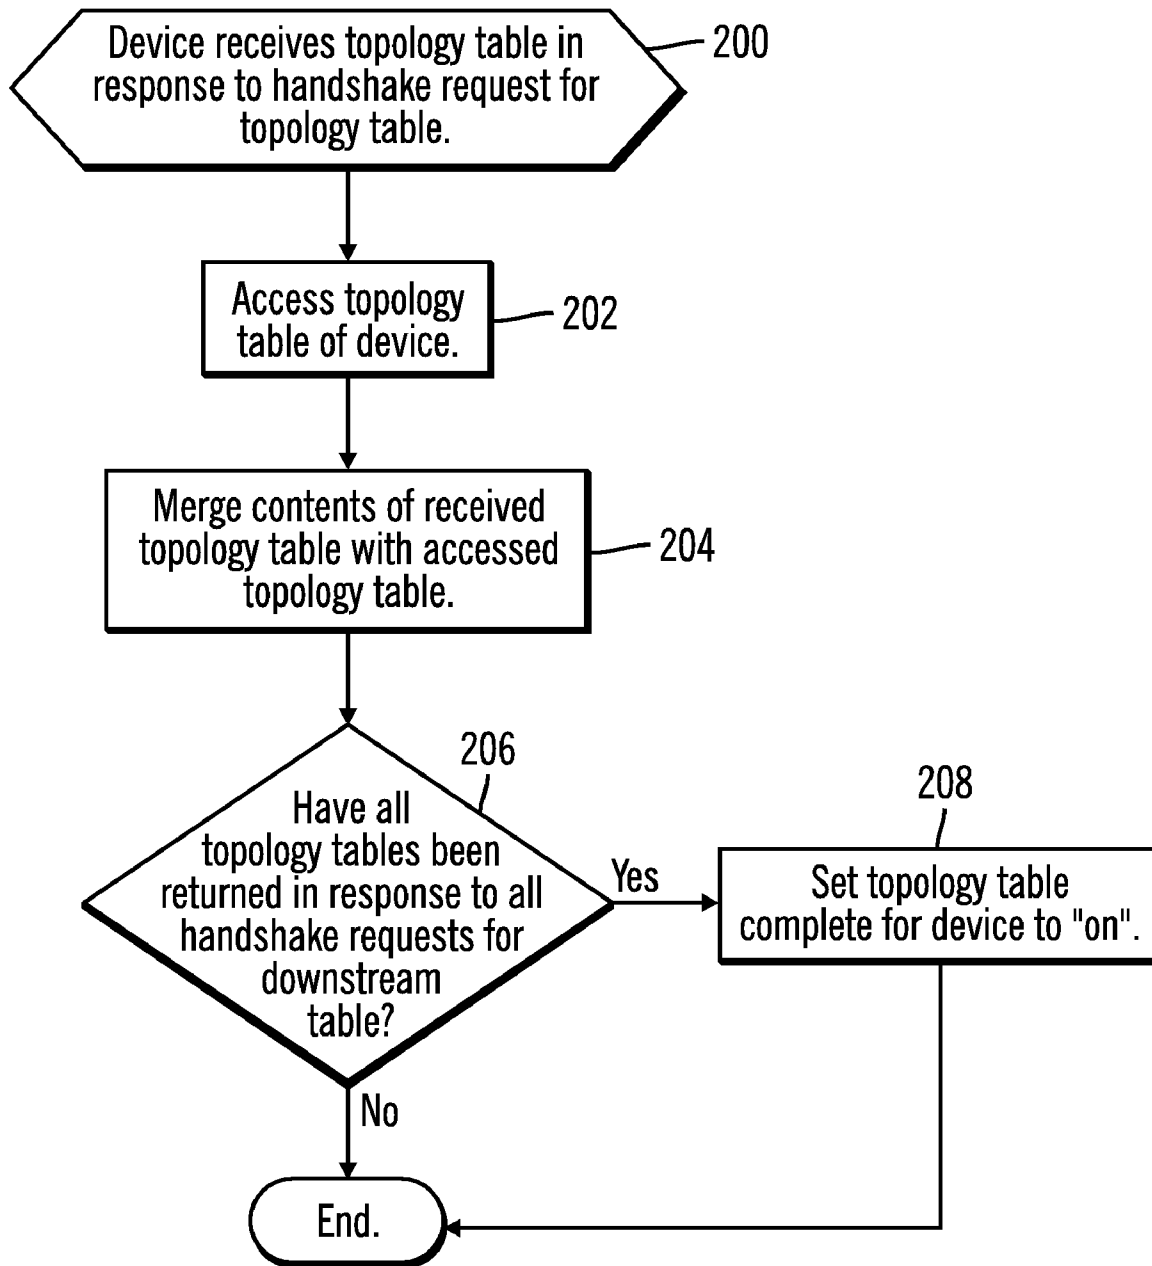 Device receives topology table in
response to handshake request for
topology table.
200
Access topology
table of device.
202
Merge contents of received
topology table with accessed
topology table.
204
206
Have all
topology tables been
returned in response to all
handshake requests for
downstream
table?
Yes
208
Set topology table
complete for device to "on".
No
End.